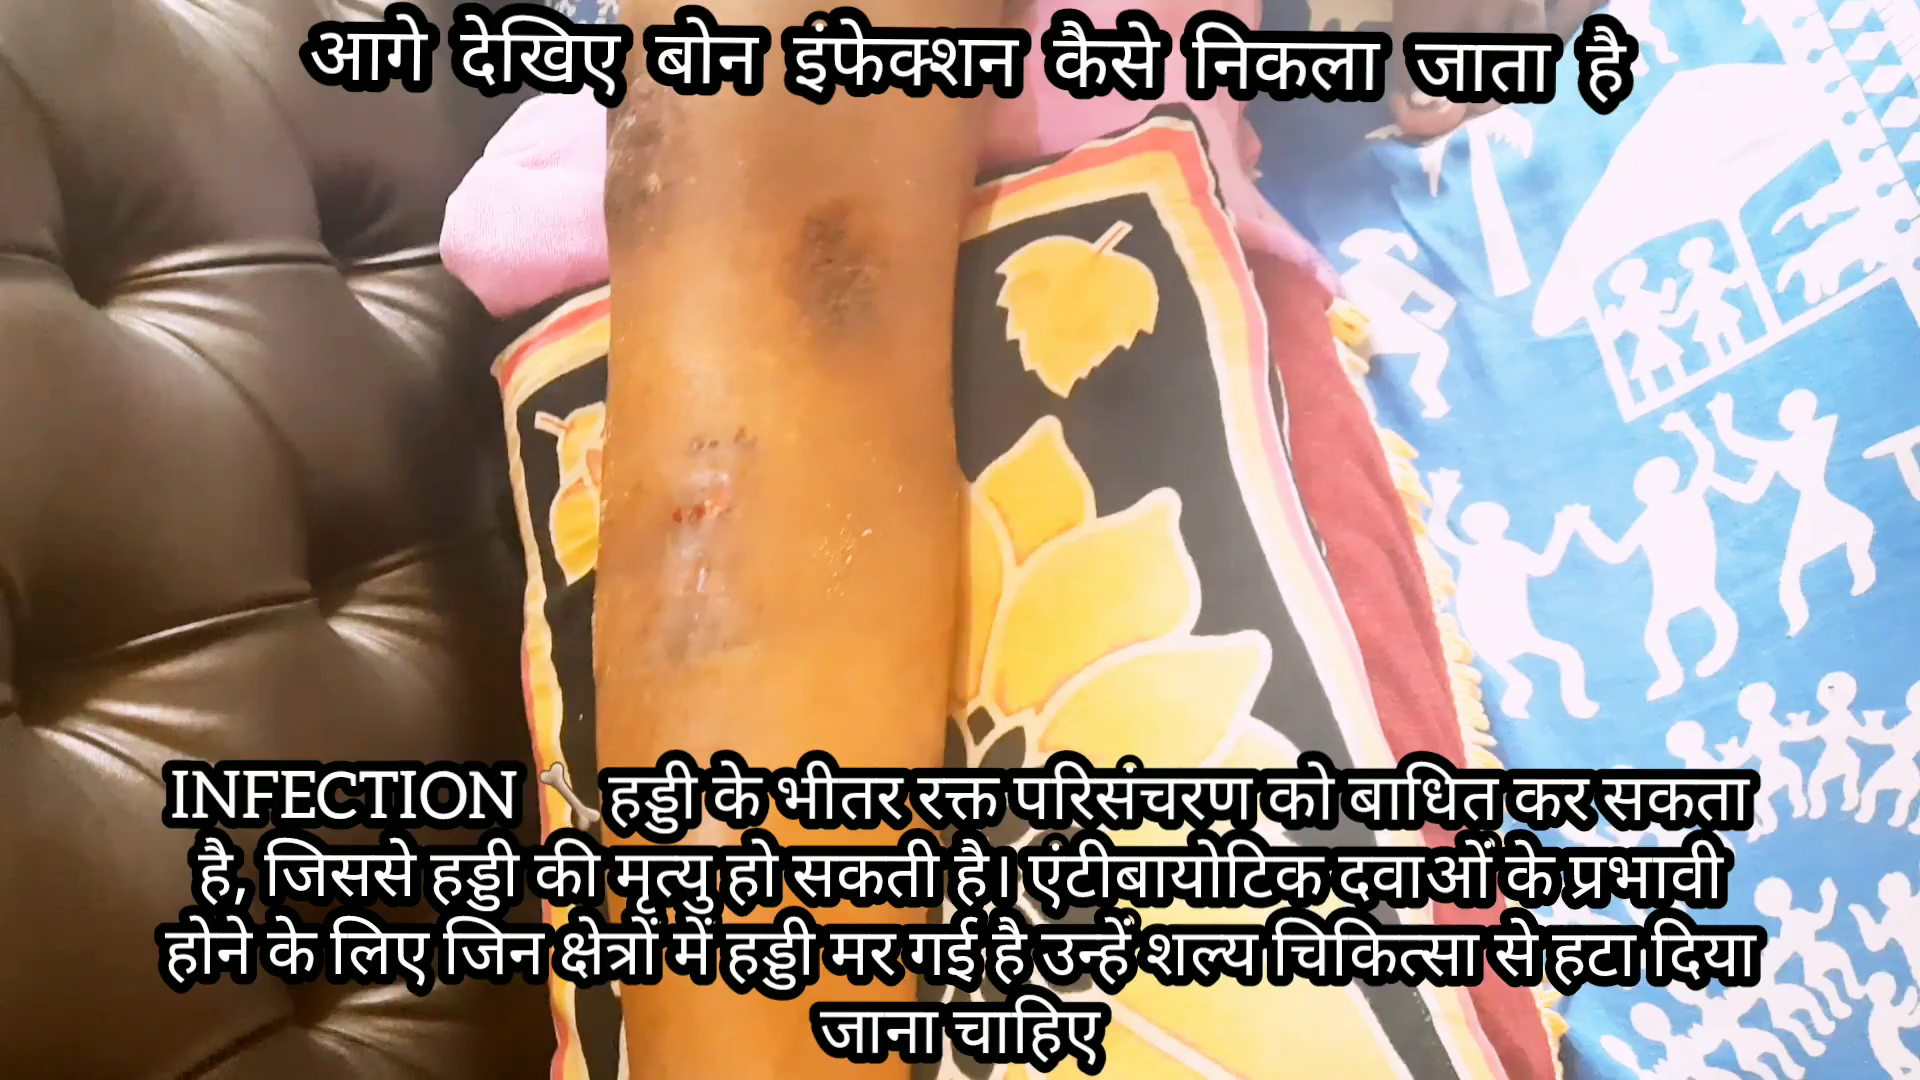 आगे देखिए बोन इंफेक्शन कैसे निकला जाता है
INFECTION 🦴 हड्डी के भीतर रक्त परिसंचरण को बाधित कर सकता
है, जिससे हड्डी की मृत्यु हो सकती है। एंटीबायोटिक दवाओं के प्रभावी
होने के लिए जिन क्षेत्रों में हड्डी मर गई है उन्हें शल्य चिकित्सा से हटा दिया
जाना चाहिए